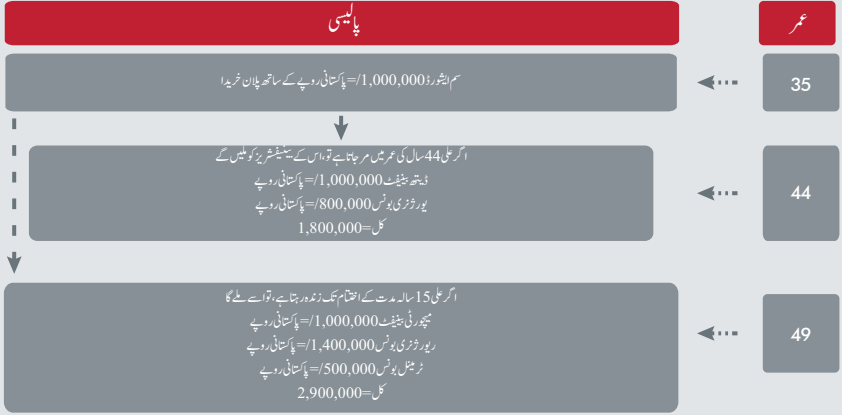 عمر
پالیسی
35
سم ایشورڈ 1,000,000/= پاکستانی روپے کے ساتھ پلان خریدا
44
اگر علی 44 سال کی عمر میں مر جاتا ہے تو، اس کے بینیفشریز کو ملیں گے
ڈیتھ بینیفٹ 1,000,000/= پاکستانی روپے
یورژنری بونس 800,000/= پاکستانی روپے
کل=1,800,000
49
اگر علی 15 سالہ مدت کے اختتام تک زندہ رہتا ہے، تو اسے ملے گا
میچورٹی بینیفٹ 1,000,000/= پاکستانی روپے
ریورژنری بونس 1,400,000/= پاکستانی روپے
ٹرمینل بونس 500,000/= پاکستانی روپے
کل=2,900,000